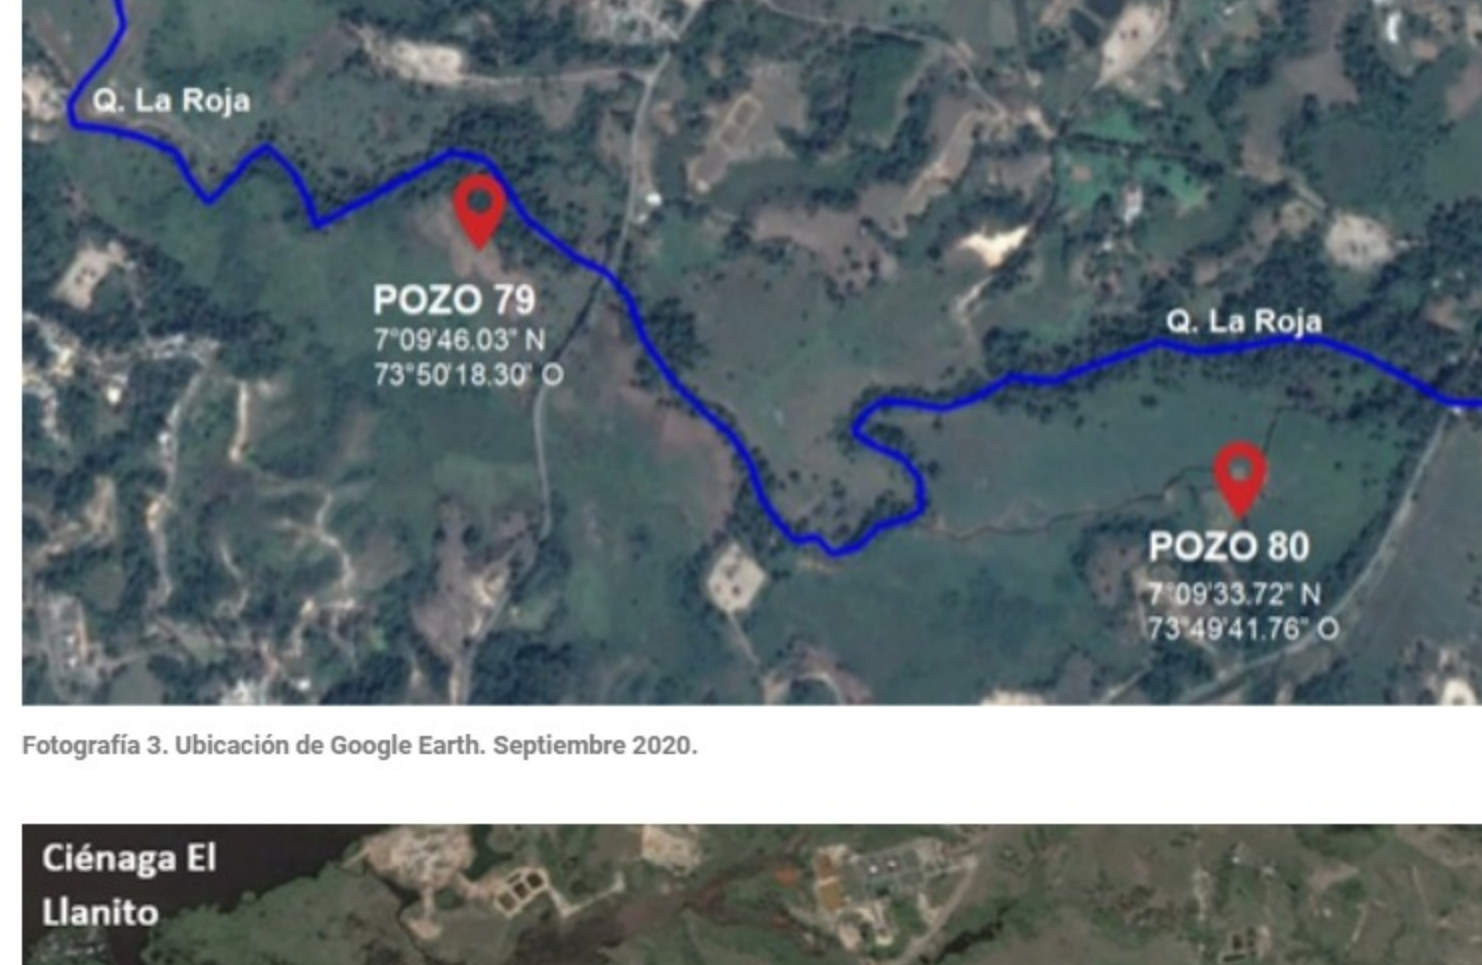 Q. La Roja
POZO 79
7°09'46.03" N
73°50'18.30" O
Q. La Roja
POZO 80
7°09'33.72" N
73°49'41.76" O
Fotografía 3. Ubicación de Google Earth. Septiembre 2020.
Ciénaga El
Llanito